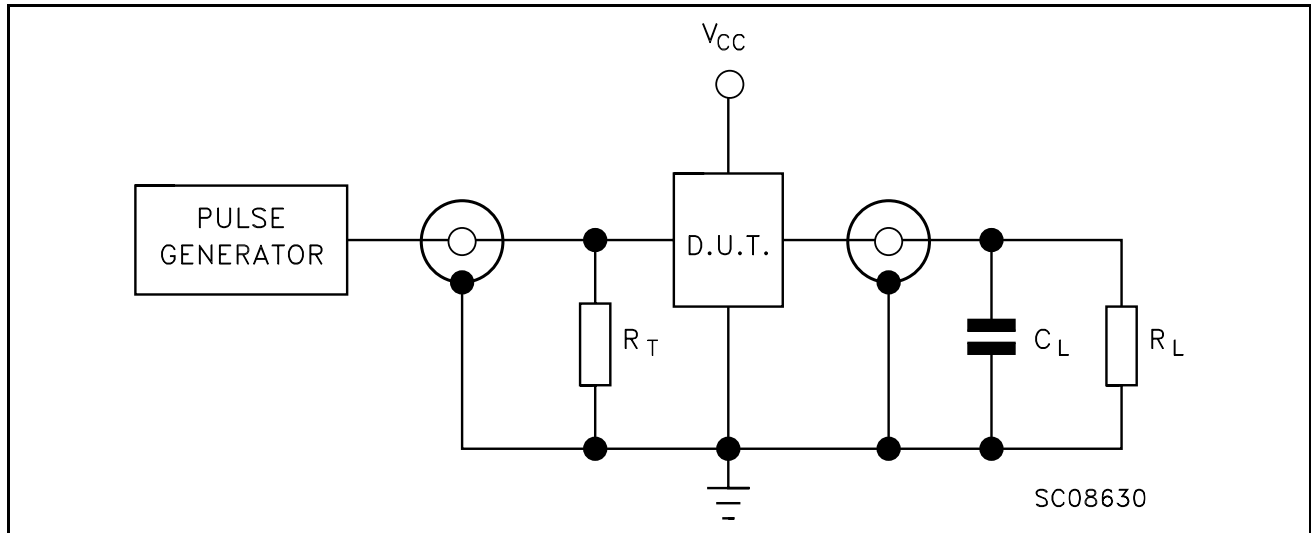 VCC
PULSE
GENERATOR
D.U.T.
RT
CL
RL
SC08630